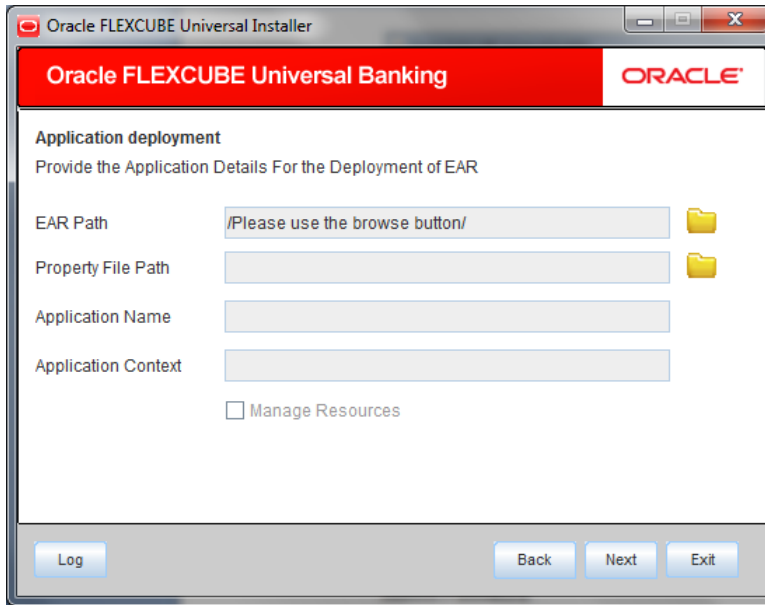 Oracle FLEXCUBE Universal Installer
Oracle FLEXCUBE Universal Banking
ORACLE
Application deployment
Provide the Application Details For the Deployment of EAR
EAR Path /Please use the browse button/
Property File Path
Application Name
Application Context
Manage Resources
Log Back Next Exit